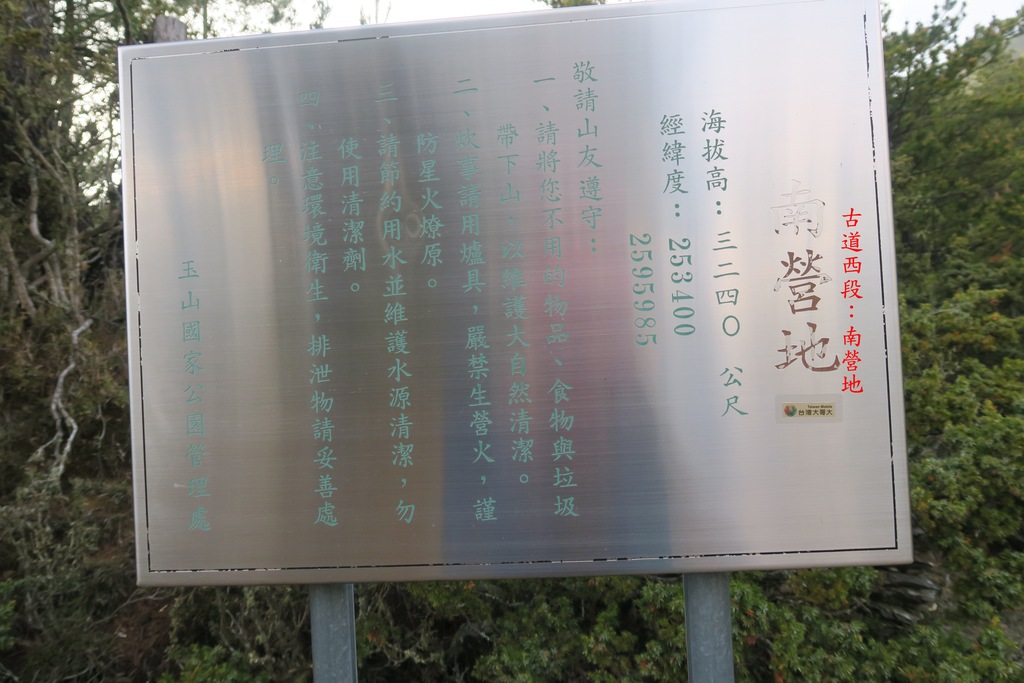 古道西段：南營地
南營地
Taiwan Mobile
台灣大哥大
海拔高：三二四〇 公尺
經緯度：253400
2595985
敬請山友遵守：
一、請將您不用的物品、食物與垃圾
帶下山，以維護大自然清潔。
二、炊事請用爐具，嚴禁生營火，謹
防星火燎原。
三、請節約用水並維護水源清潔，勿
使用清潔劑。
四、注意環境衛生，排泄物請妥善處
理。
玉山國家公園管理處